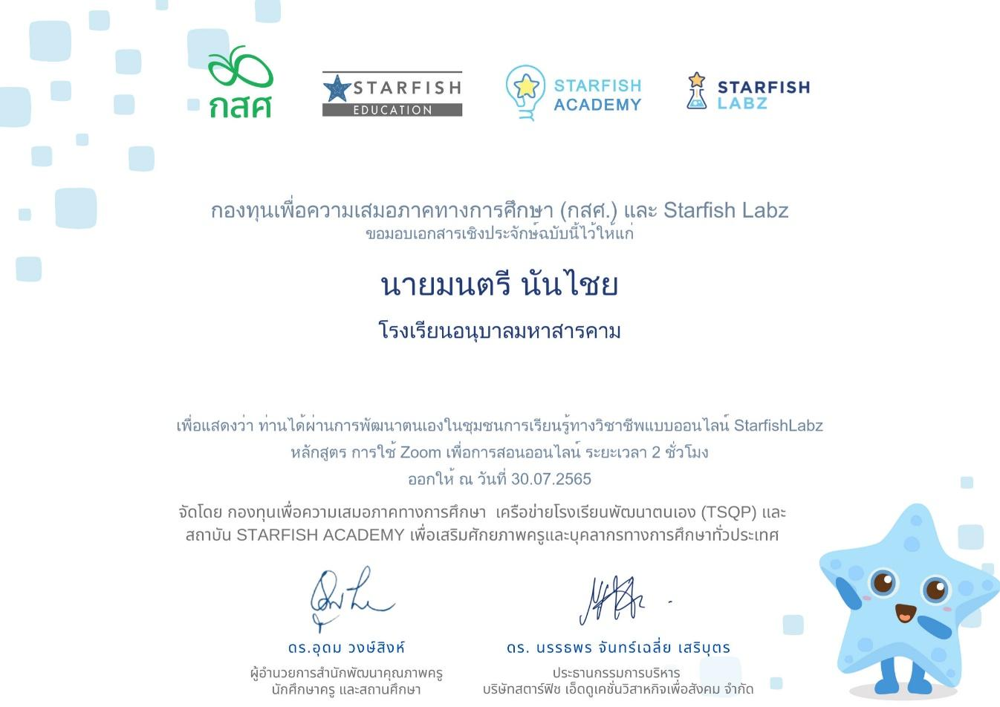 กสศ
STARFISH
EDUCATION
STARFISH
ACADEMY
STARFISH
LABZ
กองทุนเพื่อความเสมอภาคทางการศึกษา (กสศ.) และ Starfish Labz
ขอมอบเอกสารเชิงประจักษ์ฉบับนี้ไว้ให้แก่
นายมนตรี นันไชย
โรงเรียนอนุบาลมหาสารคาม
เพื่อแสดงว่า ท่านได้ผ่านการพัฒนาตนเองในชุมชนการเรียนรู้ทางวิชาชีพแบบออนไลน์ StarfishLabz
หลักสูตร การใช้ Zoom เพื่อการสอนออนไลน์ ระยะเวลา 2 ชั่วโมง
ออกให้ ณ วันที่ 30.07.2565
จัดโดย กองทุนเพื่อความเสมอภาคทางการศึกษา เครือข่ายโรงเรียนพัฒนาตนเอง (TSQP) และ
สถาบัน STARFISH ACADEMY เพื่อเสริมศักยภาพครูและบุคลากรทางการศึกษาทั่วประเทศ
ดร.อุดม วงษ์สิงห์
ดร. นรรธพร จันทร์เฉลี่ย เสริบุตร
ผู้อำนวยการสำนักพัฒนาคุณภาพครู
ประธานกรรมการบริหาร
นักศึกษาครู และสถานศึกษา
บริษัทสตาร์ฟิช เอ็ดดูเคชั่นวิสาหกิจเพื่อสังคม จำกัด